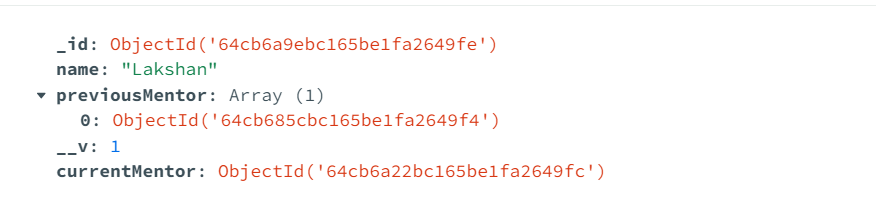 _id: ObjectId('64cb6a9ebc165be1fa2649fe')
name: "Lakshan"
previousMentor: Array (1)
0: ObjectId('64cb685cbc165be1fa2649f4')
__v: 1
currentMentor: ObjectId('64cb6a22bc165be1fa2649fc')